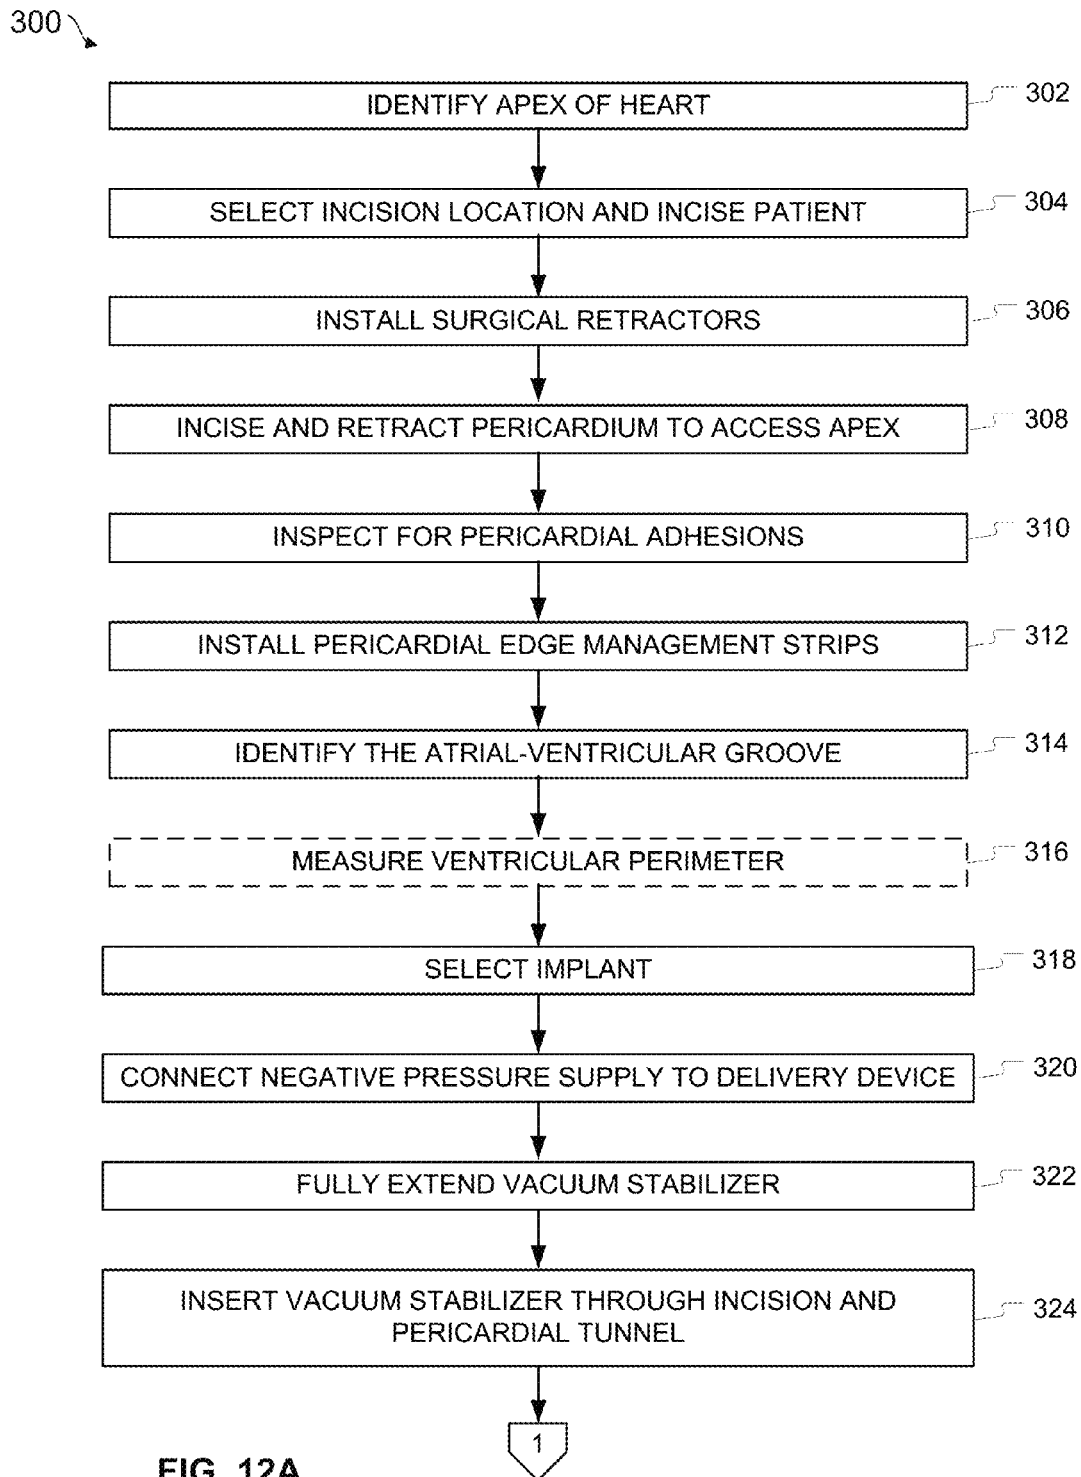 300
IDENTIFY APEX OF HEART
302
SELECT INCISION LOCATION AND INCISE PATIENT
304
INSTALL SURGICAL RETRACTORS
306
INCISE AND RETRACT PERICARDIUM TO ACCESS APEX
308
INSPECT FOR PERICARDIAL ADHESIONS
310
INSTALL PERICARDIAL EDGE MANAGEMENT STRIPS
312
IDENTIFY THE ATRIAL-VENTRICULAR GROOVE
314
MEASURE VENTRICULAR PERIMETER
316
SELECT IMPLANT
318
CONNECT NEGATIVE PRESSURE SUPPLY TO DELIVERY DEVICE
320
FULLY EXTEND VACUUM STABILIZER
322
INSERT VACUUM STABILIZER THROUGH INCISION AND
PERICARDIAL TUNNEL
324
1
FIG. 12A